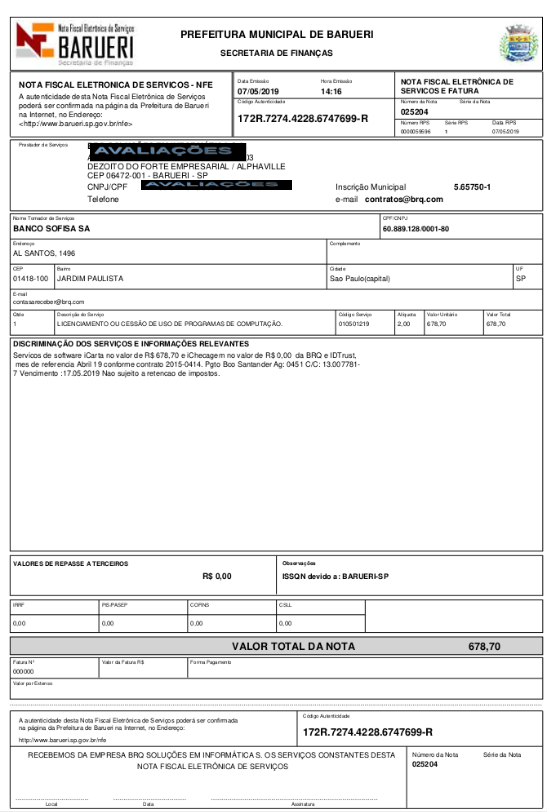 Nota Fiscal Eletrônica de Serviços
BARUERI
Secretaria de Finanças
PREFEITURA MUNICIPAL DE BARUERI
SECRETARIA DE FINANÇAS
NOTA FISCAL ELETRONICA DE SERVICOS - NFE
A autenticidade desta Nota Fiscal Eletrônica de Serviços
poderá ser confirmada na página da Prefeitura de Barueri
na Internet, no Endereço:
<http://www.barueri.sp.gov.br/nfe>
Data Emissão Hora Emissão
07/05/2019 14:16
Código Autenticidade
172R.7274.4228.6747699-R
NOTA FISCAL ELETRÔNICA DE
SERVIÇOS E FATURA
Número da Nota Série da Nota
025204
Número RPS Série RPS Data RPS
1 07/05/2019
Prestador de Serviços
AVALIAÇÕES
03
DEZOITO DO FORTE EMPRESARIAL / ALPHAVILLE
CEP 06472-001 - BARUERI - SP
CNPJ/CPF AVALIAÇÕES Inscrição Municipal 5.65750-1
Telefone e-mail contratos@brq.com
Nome Tomador de Serviços CPF/CNPJ
BANCO SOFISA SA 60.889.128/0001-80
Endereço Complemento
AL SANTOS, 1496
CEP Bairro Cidade UF
01418-100 JARDIM PAULISTA Sao Paulo(capital) SP
E-mail
contasareceber@brq.com
Qtde Descrição do Serviço Código Serviço Alíquota Valor Unitário Valor Total
1 LICENCIAMENTO OU CESSÃO DE USO DE PROGRAMAS DE COMPUTAÇÃO. 010501219 2,00 678,70 678,70
DISCRIMINAÇÃO DOS SERVIÇOS E INFORMAÇÕES RELEVANTES
Servicos de software iCarta no valor de R$ 678,70 e iChecagem no valor de R$ 0,00 da BRQ e IDTrust,
mes de referencia Abril 19 conforme contrato 2015-0414. Pgto Bco Santander Ag: 0451 C/C: 13.007781-
7 Vencimento :17.05.2019 Nao sujeito a retencao de impostos.
VALORES DE REPASSE A TERCEIROS
R$ 0,00
Observações
ISSQN devido a : BARUERI-SP
IRRF PIS-PASEP COFINS CSLL
0,00 0,00 0,00 0,00
VALOR TOTAL DA NOTA 678,70
Fatura Nº Valor da Fatura R$ Forma Pagamento
000000
Valor por Extenso
A autenticidade desta Nota Fiscal Eletrônica de Serviços poderá ser confirmada
na página da Prefeitura de Barueri na Internet, no Endereço:
http://www.barueri.sp.gov.br/nfe
Código Autenticidade
172R.7274.4228.6747699-R
RECEBEMOS DA EMPRESA BRQ SOLUÇÕES EM INFORMÁTICA S. OS SERVIÇOS CONSTANTES DESTA
NOTA FISCAL ELETRÔNICA DE SERVIÇOS
Número da Nota Série da Nota
025204
Local Data Assinatura